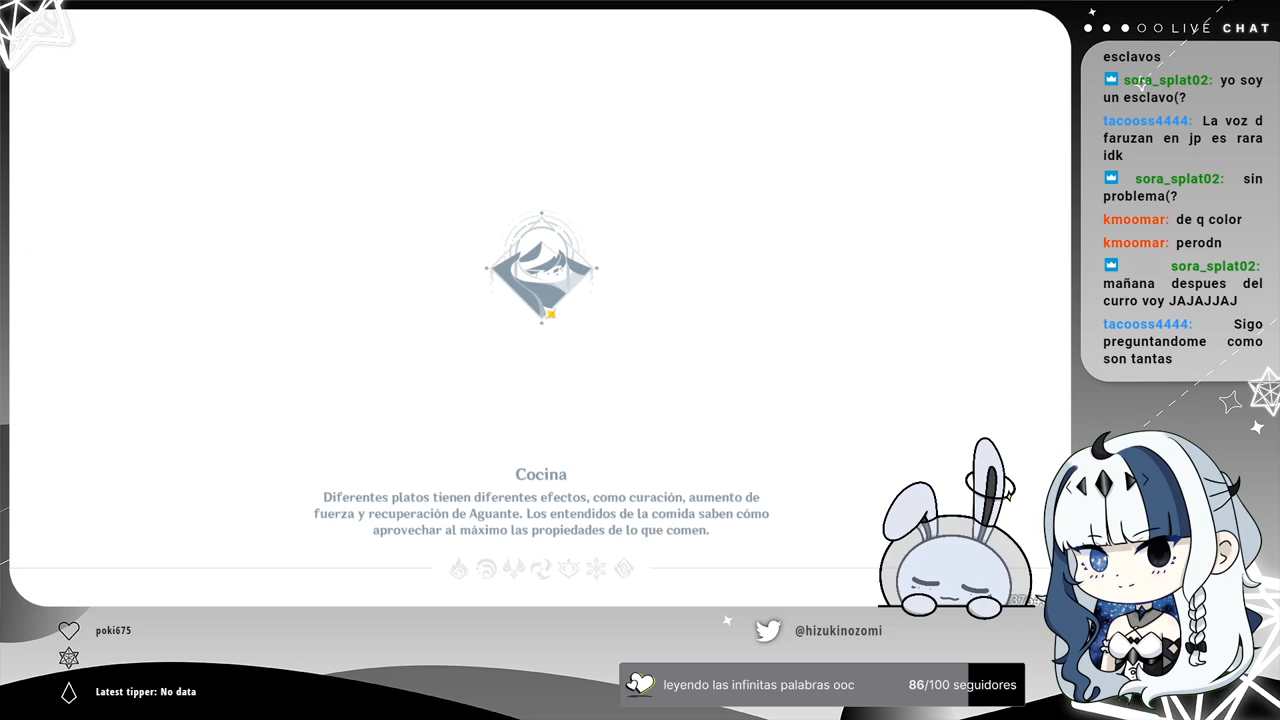 LIVE CHAT
esclavos
sora_splat02: yo soy
un esclavo(?
tacooss4444: La voz d
faruzan en jp es rara
idk
sora_splat02: sin
problema(?
kmoomar: de q color
kmoomar: perodn
sora_splat02:
mañana despues del
curro voy JAJAJJAJ
tacooss4444: Sigo
preguntandome como
son tantas
Cocina
Diferentes platos tienen diferentes efectos, como curación, aumento de
fuerza y recuperación de Aguante. Los entendidos de la comida saben cómo
aprovechar al máximo las propiedades de lo que comen.
poki675
@hizukinozomi
leyendo las infinitas palabras ooc 86/100 seguidores
Latest tipper: No data